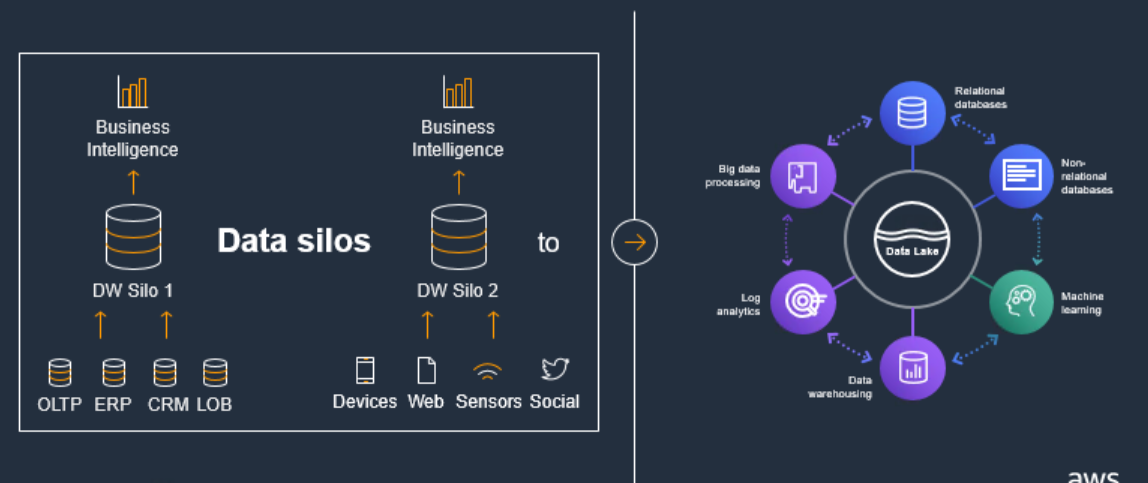 Business
Intelligence
DW Silo 1
OLTP
ERP
CRM
LOB
Data silos
Business
Intelligence
DW Silo 2
Devices
Web
Sensors
Social
to
Relational
databases
Non-
relational
databases
Machine
learning
Data
warehousing
Log
analytics
Big data
processing
Data Lake
aws